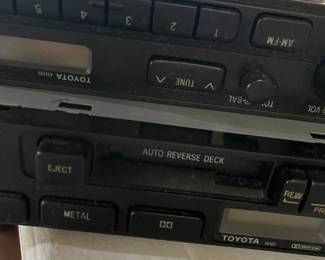 5 4 3 2 1 AM·FM
TOYOTA
TUNE
AUTO REVERSE DECK
EJECT
REW
METAL
TOYOTA